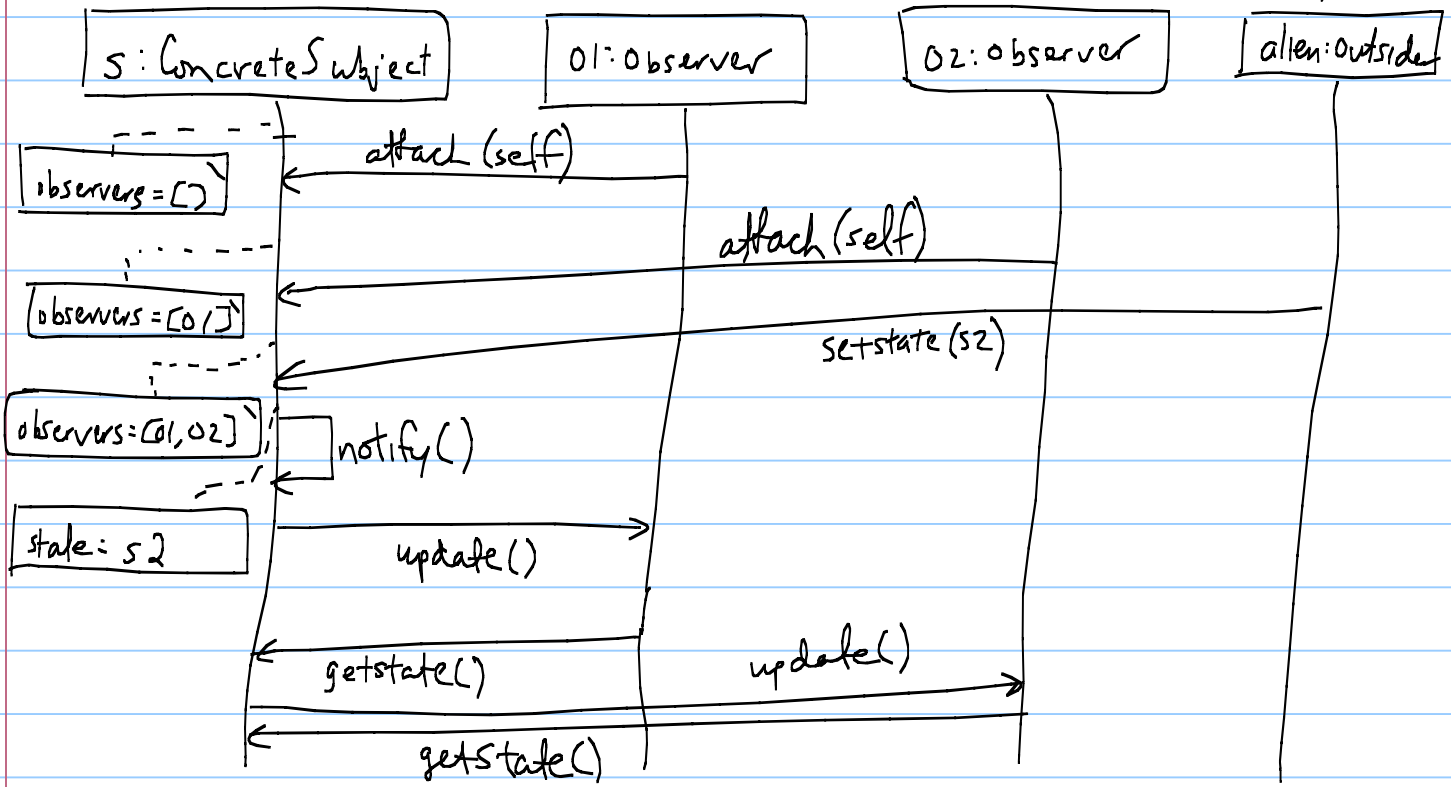 s: ConcreteSubject
o1: Observer
o2: observer
alien: Outsider
attach (self)
observers = []
attach (self)
observers = [o1]
setstate (s2)
observers = [o1, o2]
notify ()
state = s2
update ()
getstate ()
update ()
getstate ()